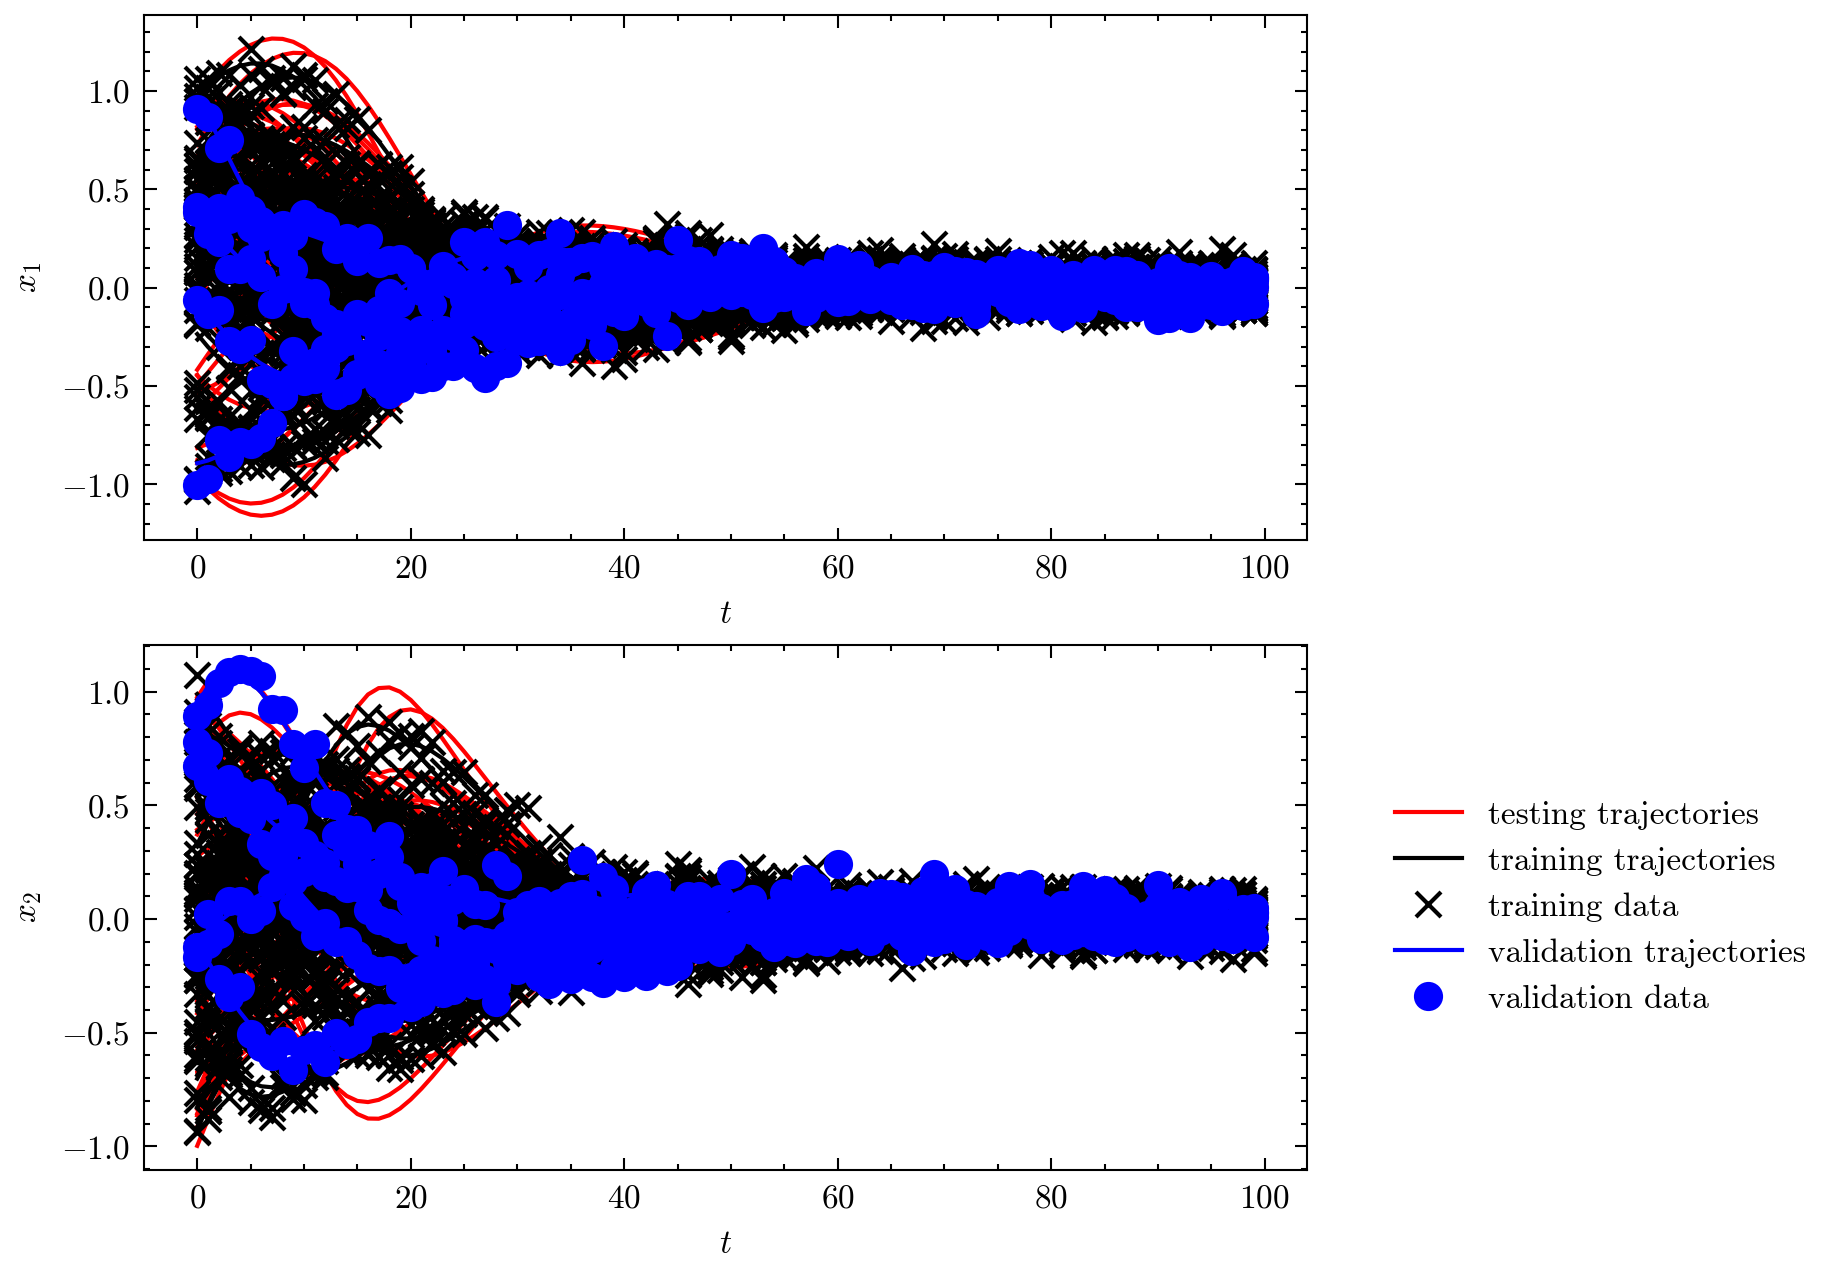 1.0
0.5
0.0
−0.5
−1.0
x₁
0 20 40 60 80 100
t
1.0
0.5
0.0
−0.5
−1.0
x₂
0 20 40 60 80 100
t
testing trajectories
training trajectories
training data
validation trajectories
validation data